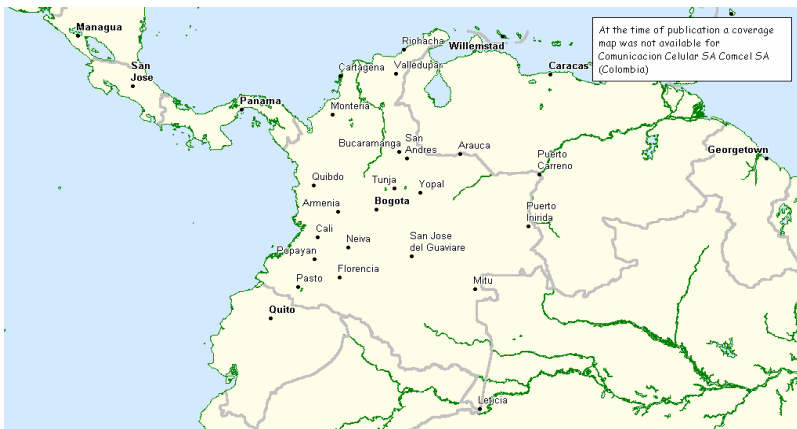 Managua
San
Jose
Panama
Riohacha
Willemstad
Cartagena
Valledupar
Caracas
At the time of publication a coverage
map was not available for
Comunicacion Celular SA Comcel SA
(Colombia)
Monteria
Bucaramanga
San
Andres
Arauca
Puerto
Carreno
Georgetown
Quibdo
Tunja
Yopal
Armenia
Bogota
Puerto
Inirida
Cali
Neiva
San Jose
del Guaviare
Popayan
Florencia
Pasto
Mitu
Quito
Leticia